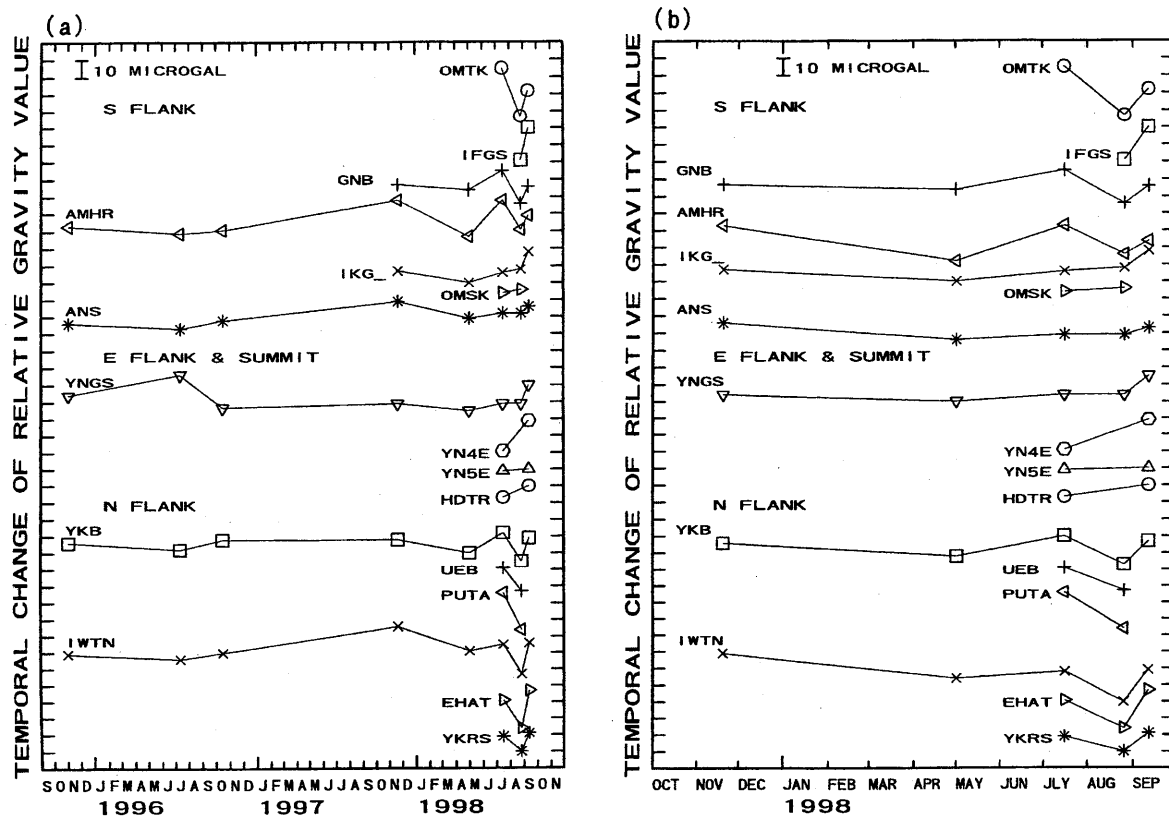 (a)
TEMPORAL CHANGE OF RELATIVE GRAVITY VALUE
10 MICROGAL
OMTK
S FLANK
IFGS
GNB
AMHR
IKG_
OMSK
ANS
E FLANK & SUMMIT
YNGS
YN4E
YN5E
HDTR
N FLANK
YKB
UEB
PUTA
IWTN
EHAT
YKRS
S O N D J F M A M J J A S O N D J F M A M J J A S O N D J F M A M J J A S O N
1996 1997 1998
(b)
TEMPORAL CHANGE OF RELATIVE GRAVITY VALUE
10 MICROGAL
OMTK
S FLANK
IFGS
GNB
AMHR
IKG_
OMSK
ANS
E FLANK & SUMMIT
YNGS
YN4E
YN5E
HDTR
N FLANK
YKB
UEB
PUTA
IWTN
EHAT
YKRS
OCT NOV DEC JAN FEB MAR APR MAY JUN JLY AUG SEP
1998